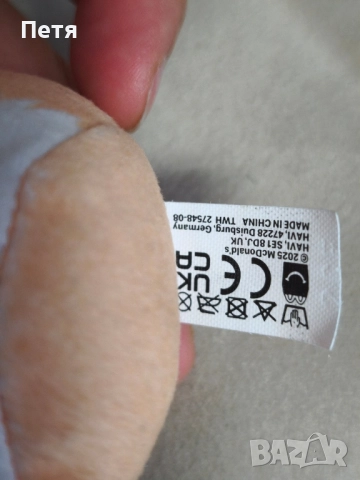 Петя
© 2025 McDonald's
HAVI, SE1 8DJ, UK
HAVI, 47228 Duisburg, Germany
MADE IN CHINA TWH 27548-08
CE UK CA
BAZAR